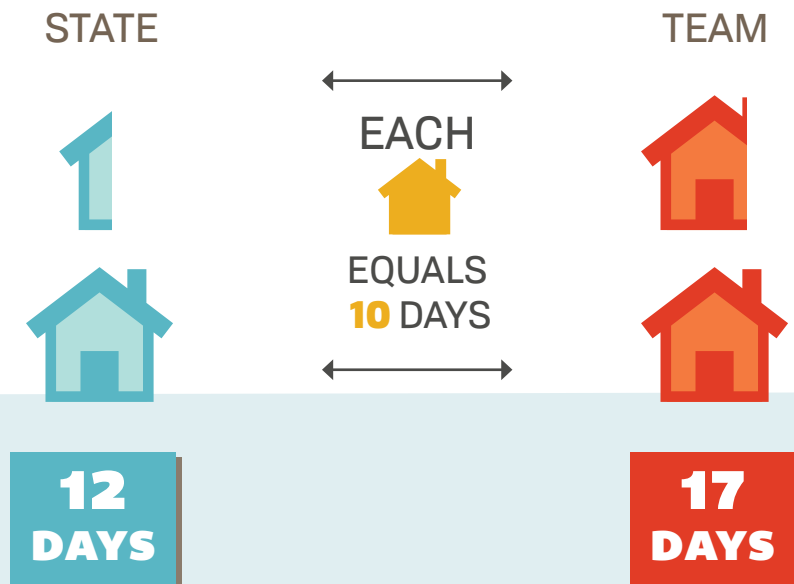 STATE
TEAM
EACH
EQUALS
10 DAYS
12
DAYS
17
DAYS